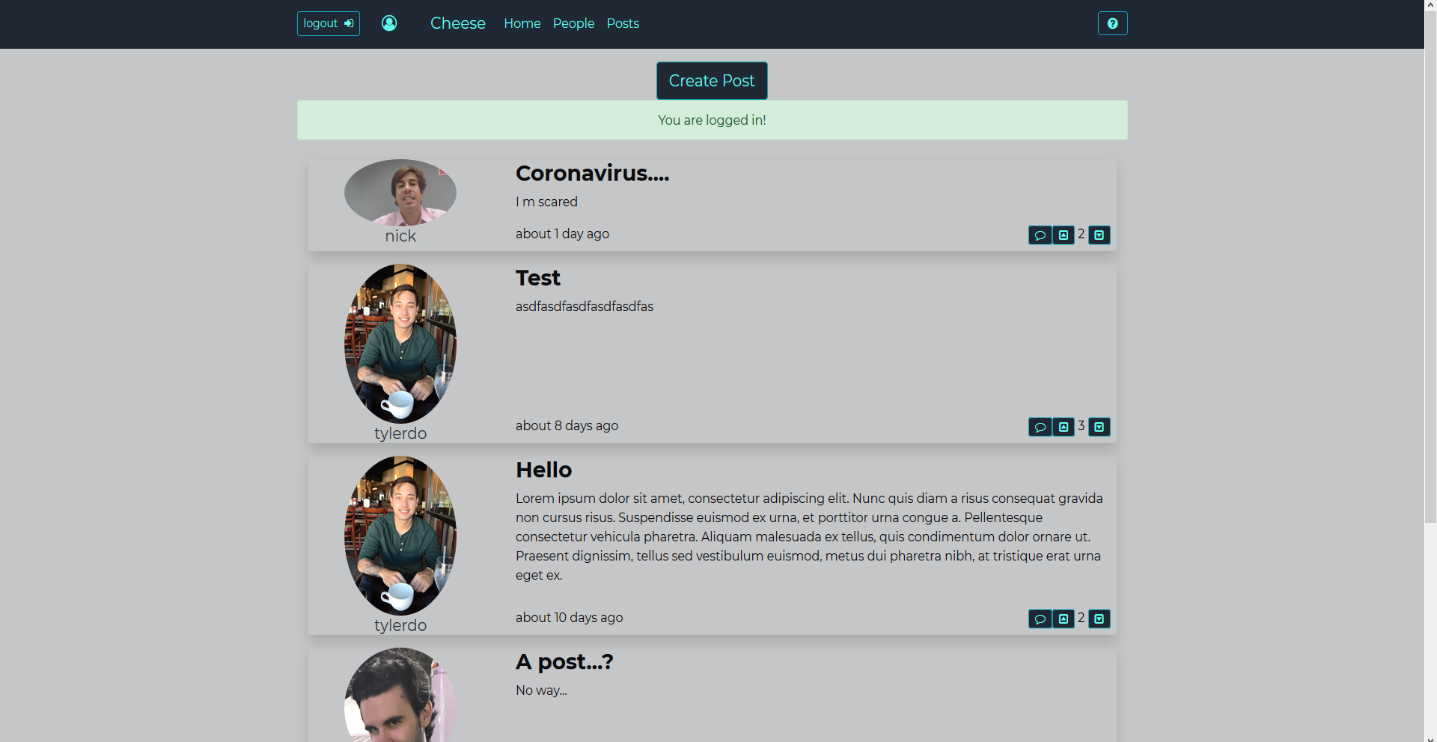 logout
Cheese
Home People Posts
Create Post
You are logged in!
Coronavirus....
I m scared
nick
about 1 day ago
2
Test
asdfasdfasdfasdfasdfas
about 8 days ago
3
tylerdo
Hello
Lorem ipsum dolor sit amet, consectetur adipiscing elit. Nunc quis diam a risus consequat gravida
non cursus risus. Suspendisse euismod ex urna, et porttitor urna congue a. Pellentesque
consectetur vehicula pharetra. Aliquam malesuada ex tellus, quis condimentum dolor ornare ut.
Praesent dignissim, tellus sed vestibulum euismod, metus dui pharetra nibh, at tristique erat urna
eget ex.
about 10 days ago
2
tylerdo
A post...?
No way...